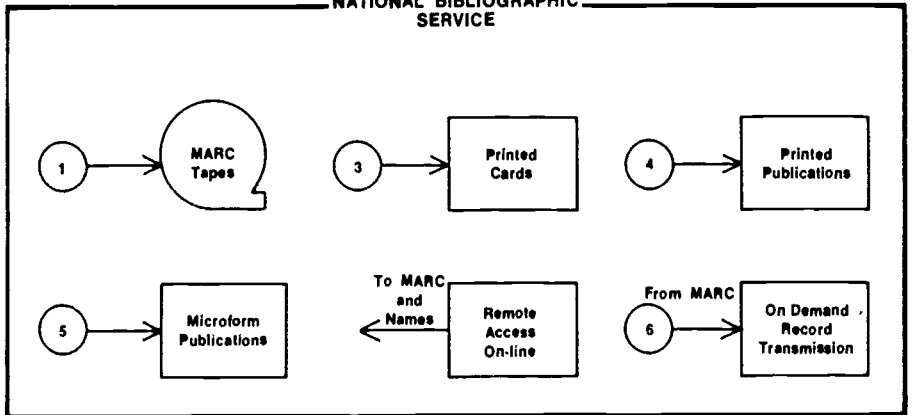 NATIONAL BIBLIOGRAPHIC
SERVICE
1
MARC
Tapes
3
Printed
Cards
4
Printed
Publications
5
Microform
Publications
To MARC
and
Names
Remote
Access
On-line
From MARC
6
On Demand
Record
Transmission